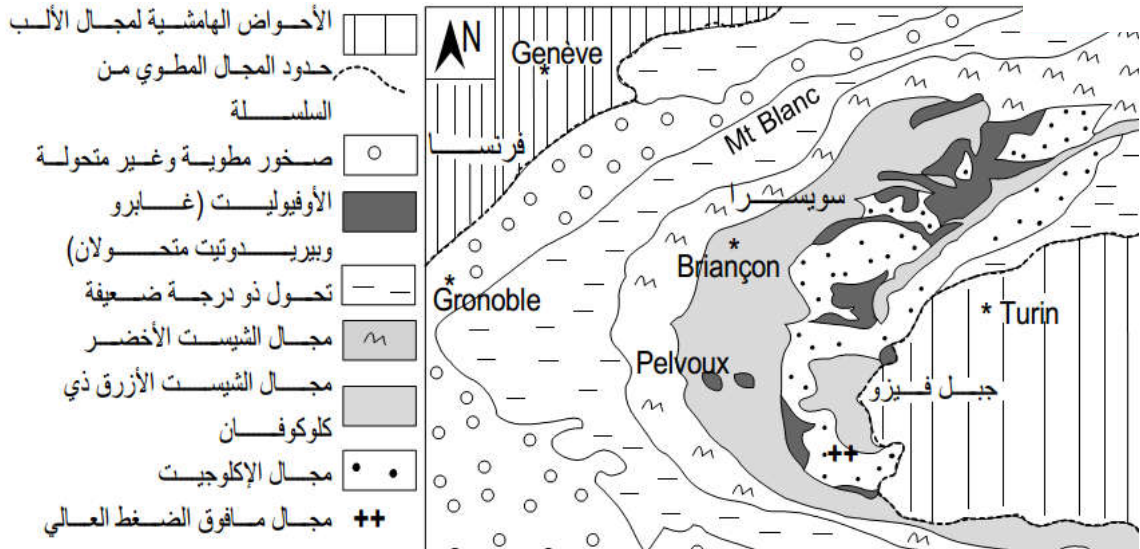 الأحواض الهامشية لمجال الألب
حدود المجال المطوي من
السلسلة
صخور مطوية وغير متحولة
الأوفيوليت (غابرو
وبيريدوتيت متحولان)
تحول ذو درجة ضعيفة
مجال الشيست الأخضر
مجال الشيست الأزرق ذي
كلوكوفان
مجال الإكلوجيت
مجال مافوق الضغط العالي ++
N
Genève
*
فرنسا
Mt Blanc
سويسرا
*
Briançon
*
Gronoble
* Turin
Pelvoux
جبل فيزو
++